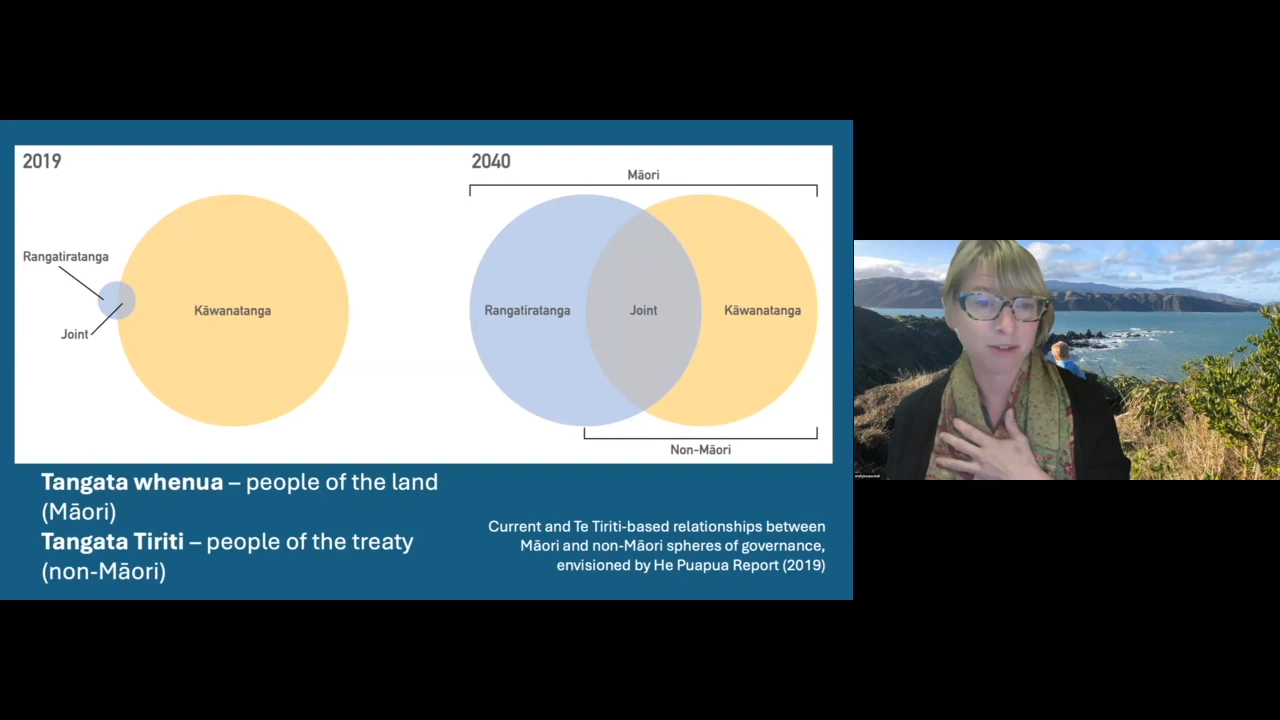 2019
Rangatiratanga
Joint
Kāwanatanga
2040
Māori
Rangatiratanga
Joint
Kāwanatanga
Non-Māori
Tangata whenua – people of the land
(Māori)
Tangata Tiriti – people of the treaty
(non-Māori)
Current and Te Tiriti-based relationships between
Māori and non-Māori spheres of governance,
envisioned by He Puapua Report (2019)